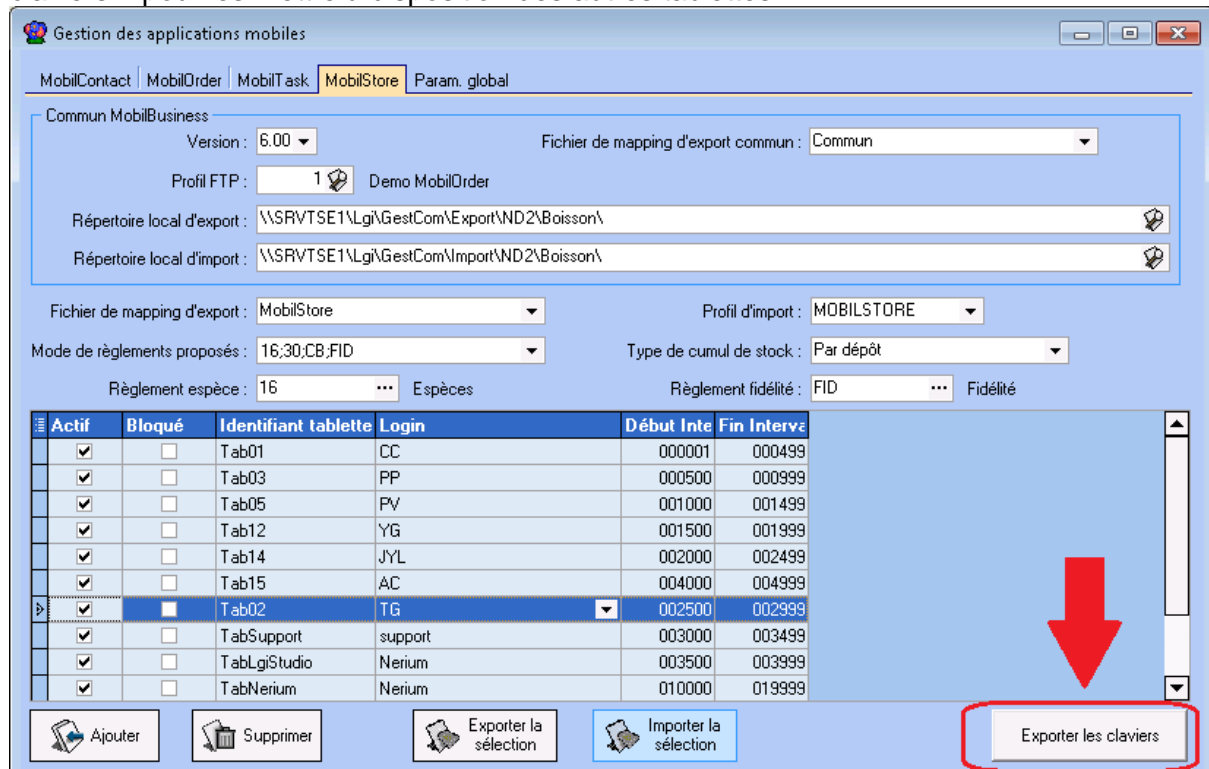 Gestion des applications mobiles
MobilContact MobilOrder MobilTask MobilStore Param. global
Commun MobilBusiness
Version : 6.00 Fichier de mapping d'export commun : Commun
Profil FTP : 1 Demo MobilOrder
Répertoire local d'export : \\SRVTSE1\Lgi\GestCom\Export\ND2\Boisson\
Répertoire local d'import : \\SRVTSE1\Lgi\GestCom\Import\ND2\Boisson\
Fichier de mapping d'export : MobilStore Profil d'import : MOBILSTORE
Mode de règlements proposés : 16;30;CB;FID Type de cumul de stock : Par dépôt
Règlement espèce : 16 ... Espèces Règlement fidélité : FID ... Fidélité
Actif Bloqué Identifiant tablette Login Début Inte Fin Interva
Tab01 CC 000001 000499
Tab03 PP 000500 000999
Tab05 PV 001000 001499
Tab12 YG 001500 001999
Tab14 JYL 002000 002499
Tab15 AC 004000 004999
Tab02 TG 002500 002999
TabSupport support 003000 003499
TabLgiStudio Nerium 003500 003999
TabNerium Nerium 010000 019999
Ajouter Supprimer Exporter la sélection Importer la sélection Exporter les claviers